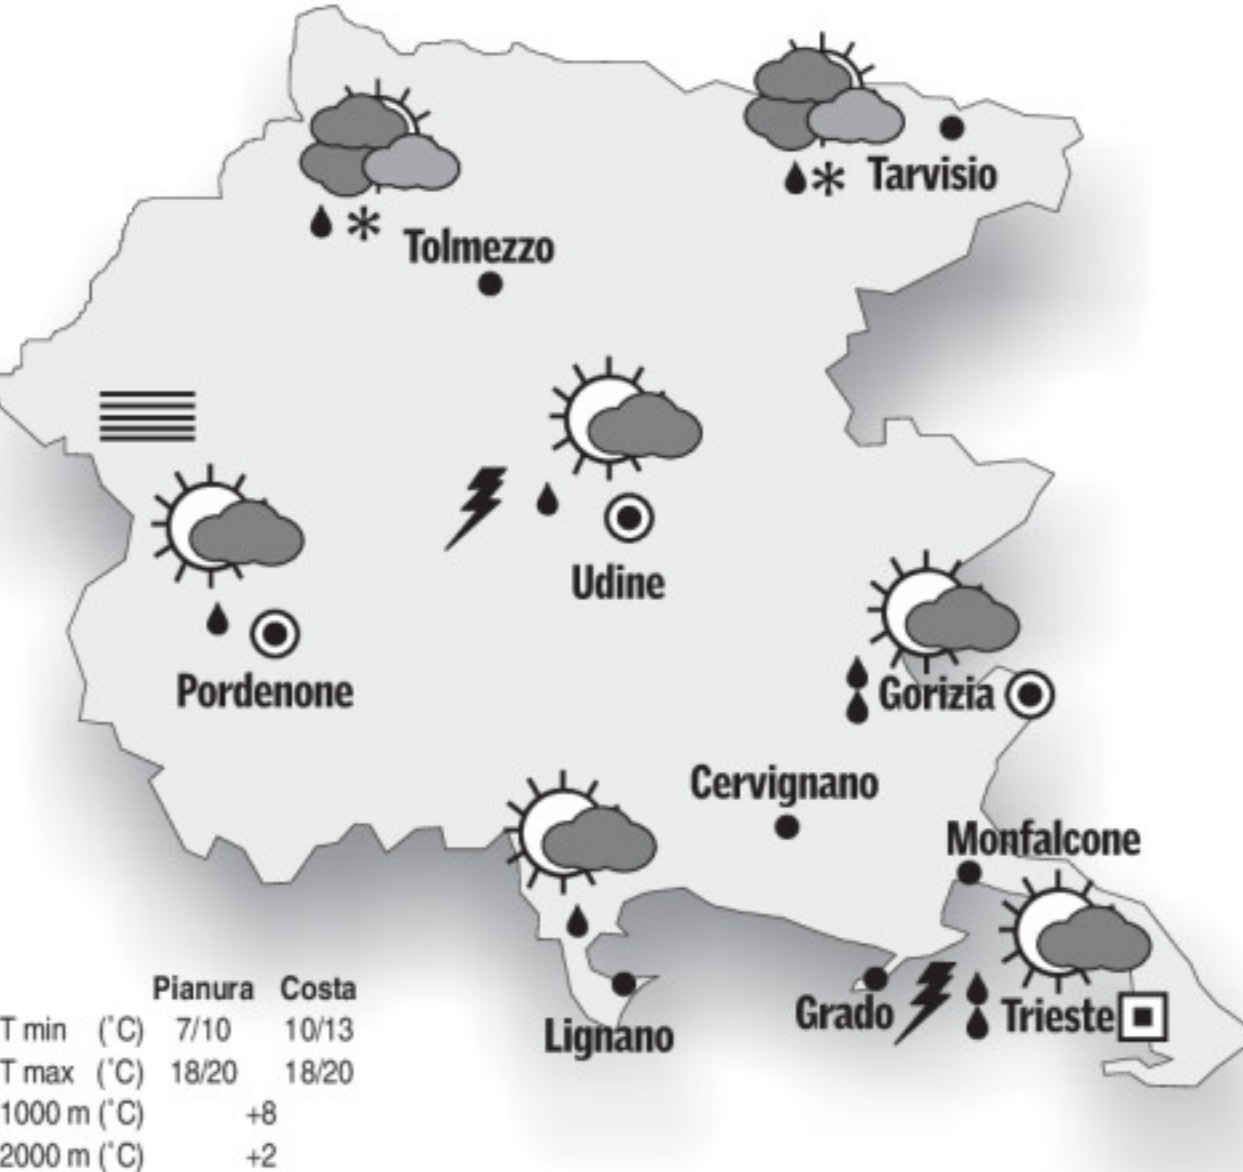 Tarvisio
Tolmezzo
Udine
Pordenone
Gorizia
Cervignano
Monfalcone
Grado
Trieste
Lignano
Pianura Costa
T min (°C) 7/10 10/13
T max (°C) 18/20 18/20
1000 m (°C) +8
2000 m (°C) +2